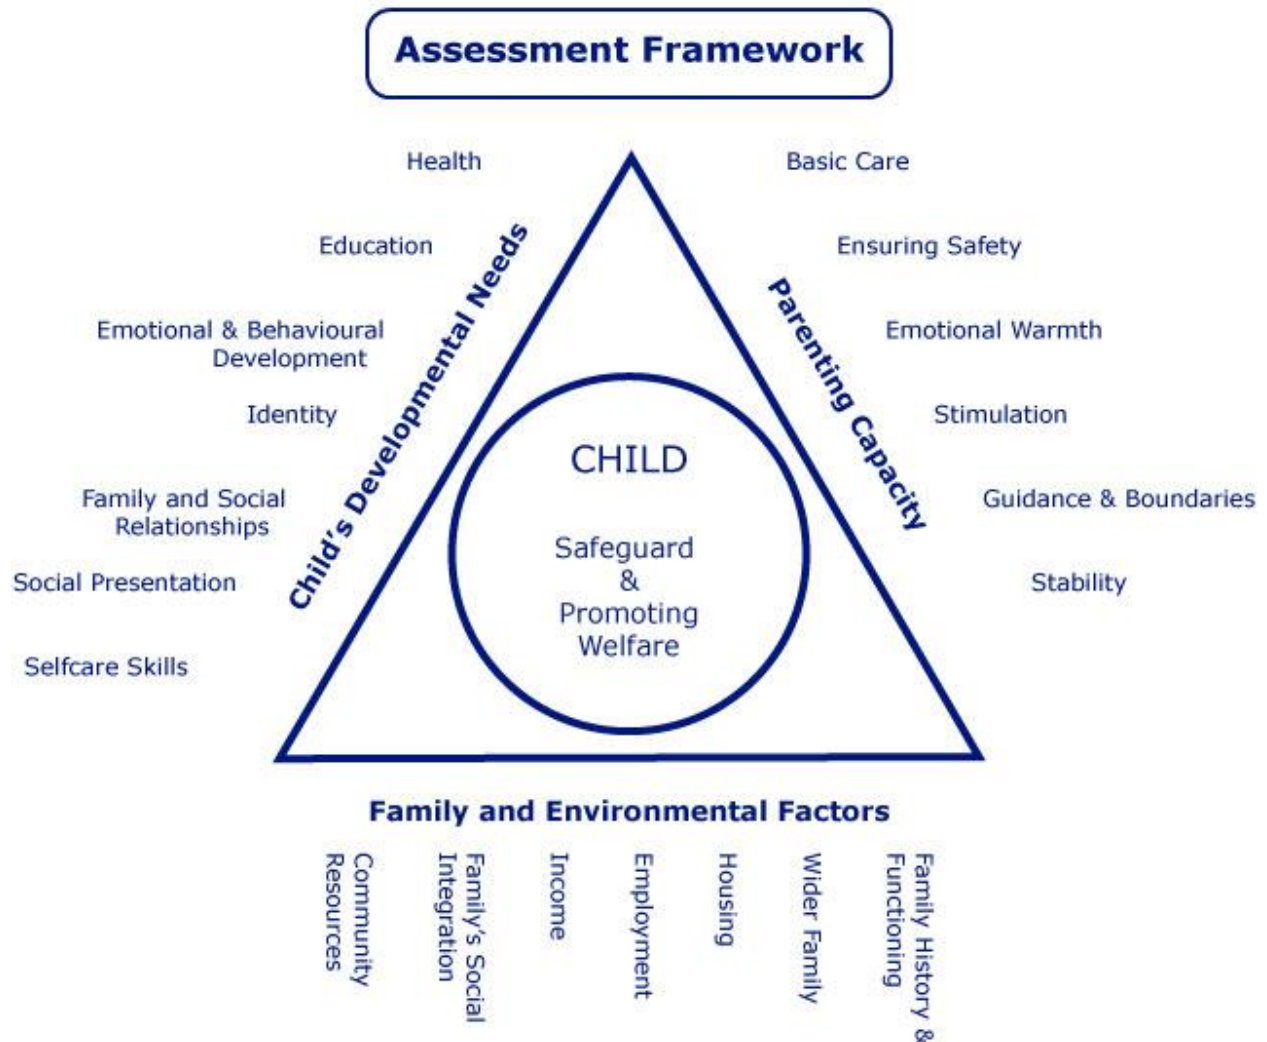 Assessment Framework
Health
Education
Emotional & Behavioural
Development
Identity
Family and Social
Relationships
Social Presentation
Selfcare Skills
Child's Developmental Needs
Basic Care
Ensuring Safety
Emotional Warmth
Stimulation
Guidance & Boundaries
Stability
Parenting Capacity
CHILD
Safeguard
&
Promoting
Welfare
Family and Environmental Factors
Community
Resources
Family's Social
Integration
Income
Employment
Housing
Wider Family
Family History &
Functioning